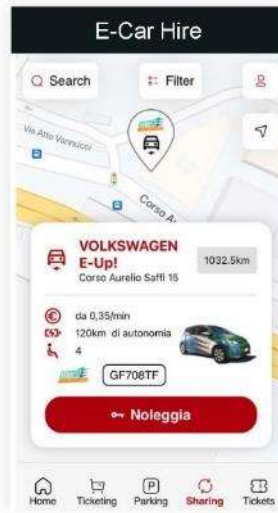 E-Car Hire
Search
Filter
Via Atto Vannucci
Corso A
VOLKSWAGEN
E-Up!
Corso Aurelio Saffi 15
1032.5km
da 0,35/min
120km di autonomia
4
GF708TF
Noleggia
Home
Ticketing
Parking
Sharing
Tickets